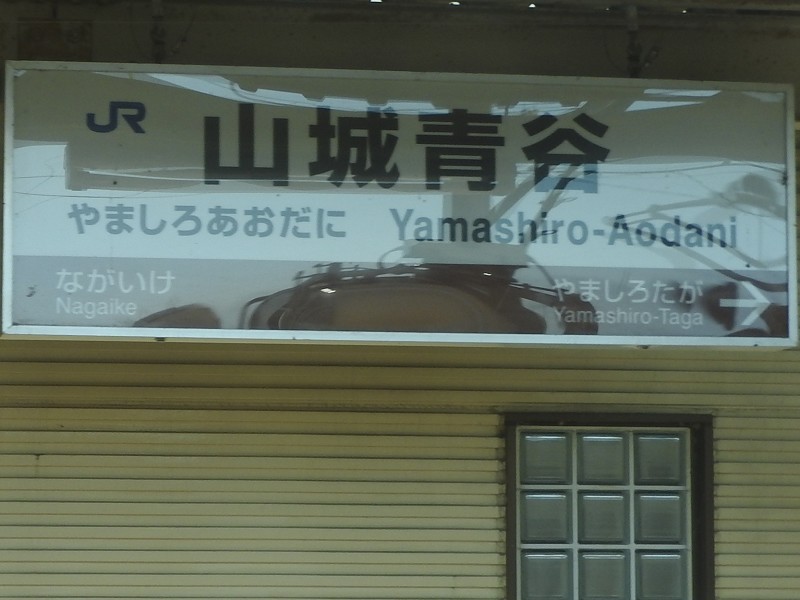 JR 山城青谷
やましろあおだに Yamashiro-Aodani
ながいけ やましろたが
Nagaike Yamashiro-Taga